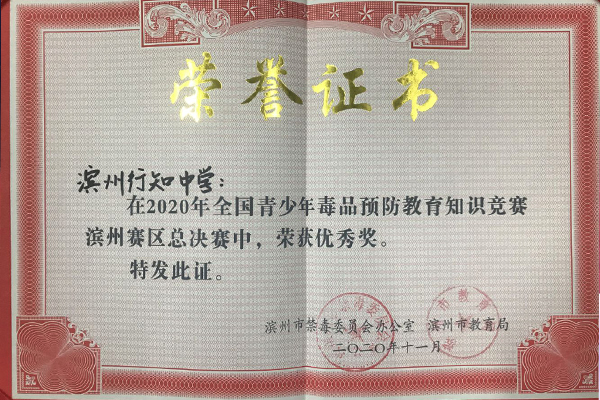 荣誉证书
滨州行知中学：
在2020年全国青少年毒品预防教育知识竞赛
滨州赛区总决赛中，荣获优秀奖。
特发此证。
滨州市禁毒委员会办公室 滨州市教育局
二〇二〇年十一月